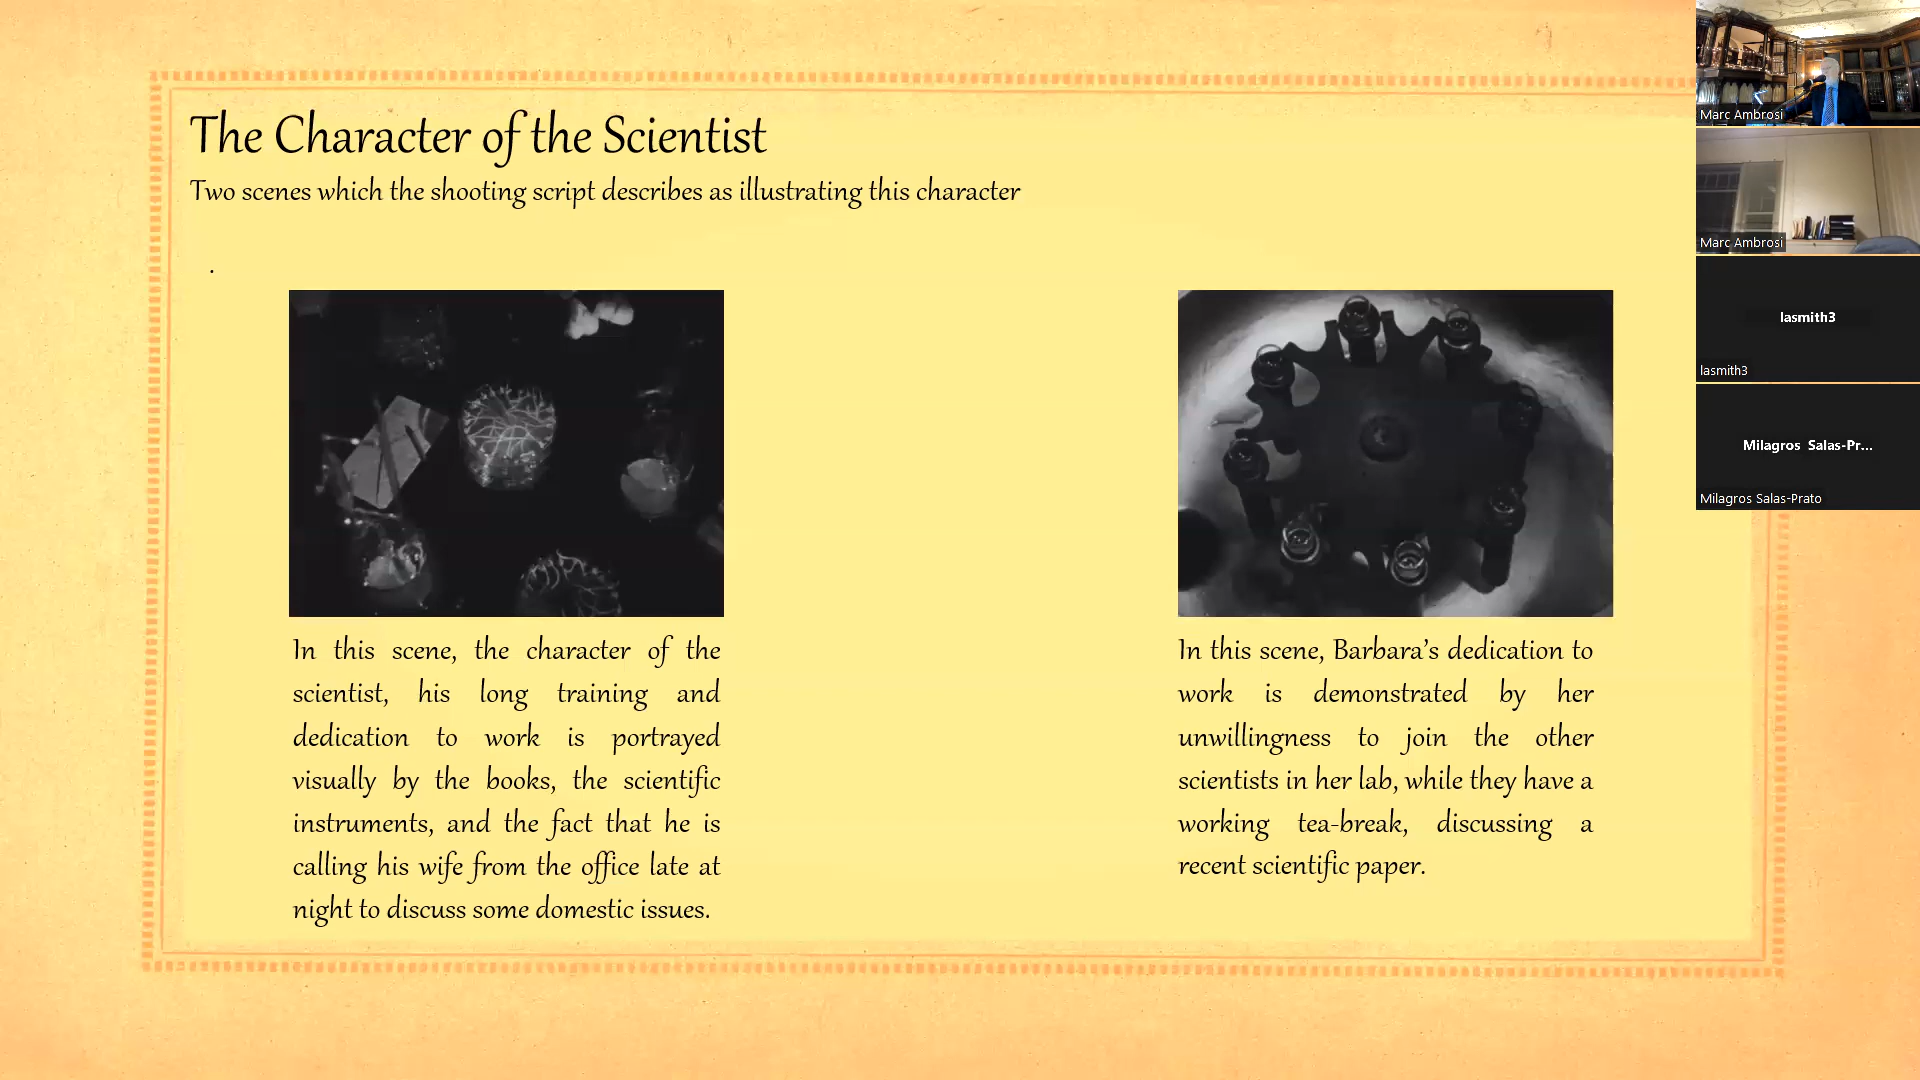 The Character of the Scientist
Two scenes which the shooting script describes as illustrating this character
.
In this scene, the character of the
scientist, his long training and
dedication to work is portrayed
visually by the books, the scientific
instruments, and the fact that he is
calling his wife from the office late at
night to discuss some domestic issues.
In this scene, Barbara's dedication to
work is demonstrated by her
unwillingness to join the other
scientists in her lab, while they have a
working tea-break, discussing a
recent scientific paper.
Marc Ambrosi
Marc Ambrosi
lasmith3
lasmith3
Milagros Salas-Pr...
Milagros Salas-Prato